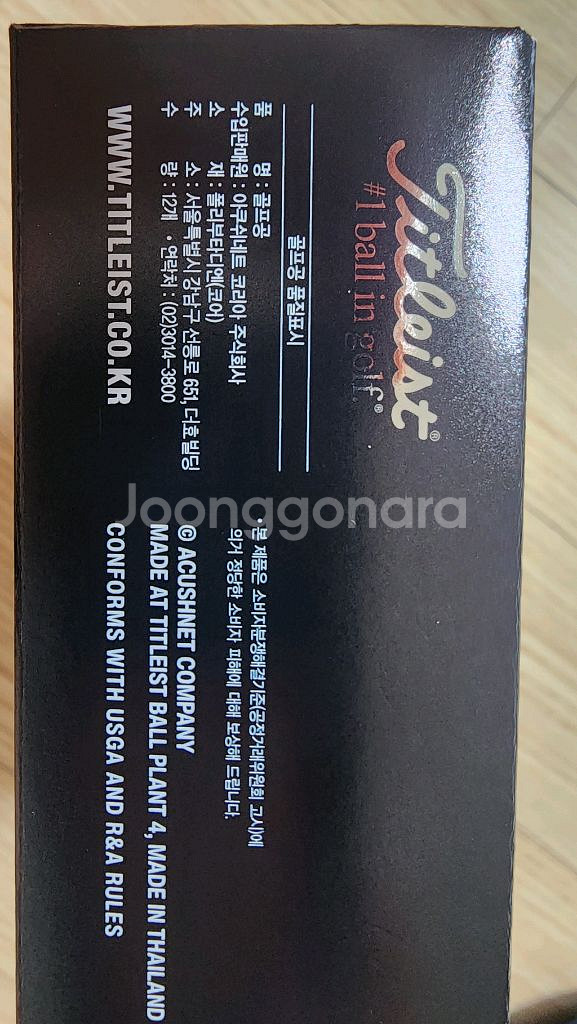 Titleist®
#1 ball in golf.®
골프공 품질표시
품 명 : 골프공
수입판매원 : 아쿠쉬네트 코리아 주식회사
소 재 : 폴리부타디엔(코어)
주 소 : 서울특별시 강남구 선릉로 651, 디호빌딩
수 량 : 12개 • 연락처 : (02)3014-3800
WWW.TITLEIST.CO.KR
• 본 제품은 소비자분쟁해결기준(공정거래위원회 고시)에
의거 정당한 소비자 피해에 대해 보상해 드립니다.
© ACUSHNET COMPANY
MADE AT TITLEIST BALL PLANT 4, MADE IN THAILAND
CONFORMS WITH USGA AND R&A RULES
Joonggonara